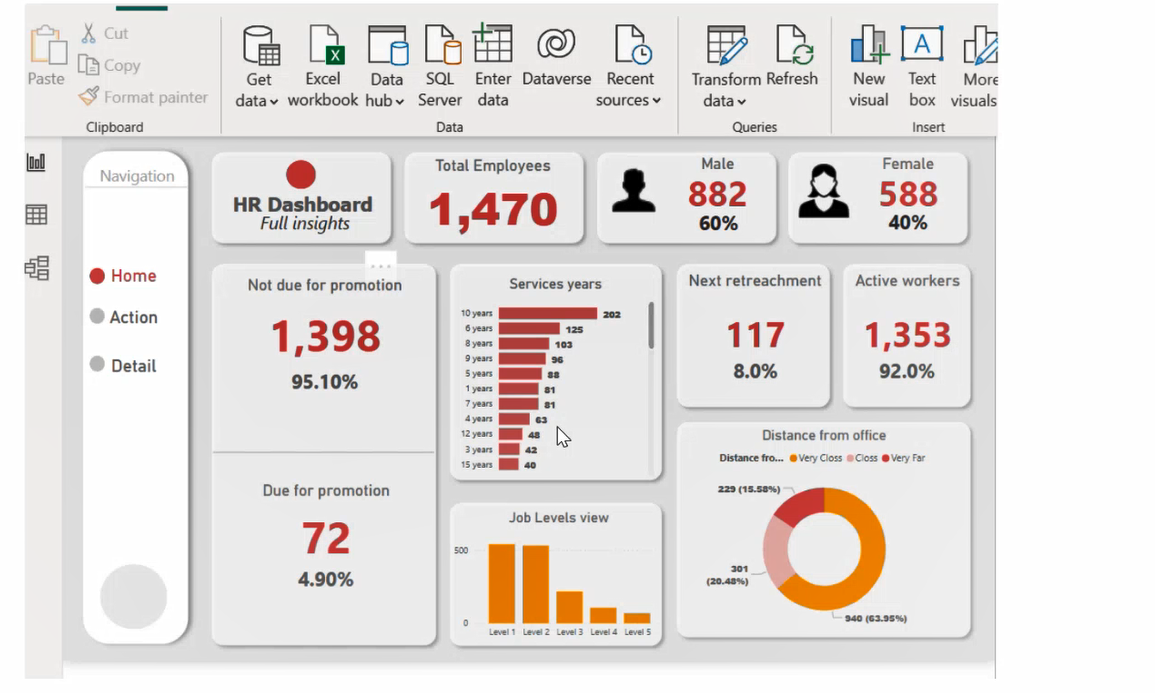 Paste
Cut
Copy
Format painter
Clipboard
Get data
Excel workbook
Data hub
SQL Server
Enter data
Dataverse
Recent sources
Data
Transform data
Refresh
Queries
New visual
Text box
More visuals
Insert
Navigation
Home
Action
Detail
HR Dashboard
Full insights
Total Employees
1,470
Male
882
60%
Female
588
40%
Not due for promotion
1,398
95.10%
Due for promotion
72
4.90%
Services years
10 years 202
6 years 125
8 years 103
9 years 96
5 years 88
1 years 81
7 years 81
4 years 63
12 years 48
3 years 42
15 years 40
Job Levels view
500
0
Level 1 Level 2 Level 3 Level 4 Level 5
Next retreachment
117
8.0%
Active workers
1,353
92.0%
Distance from office
Distance fro... Very Closs Closs Very Far
229 (15.58%)
301
(20.48%)
940 (63.95%)